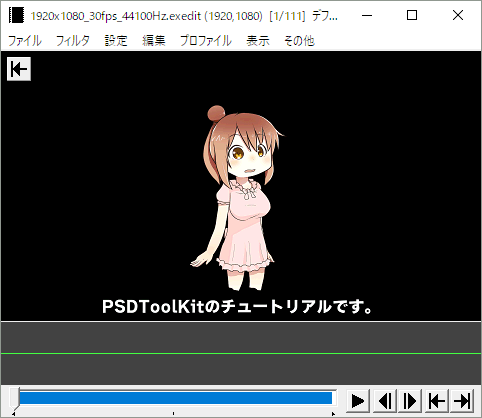 1920x1080_30fps_44100Hz.exedit (1920,1080) [1/111] デフ...
ファイル フィルタ 設定 編集 プロファイル 表示 その他
PSDToolKitのチュートリアルです。